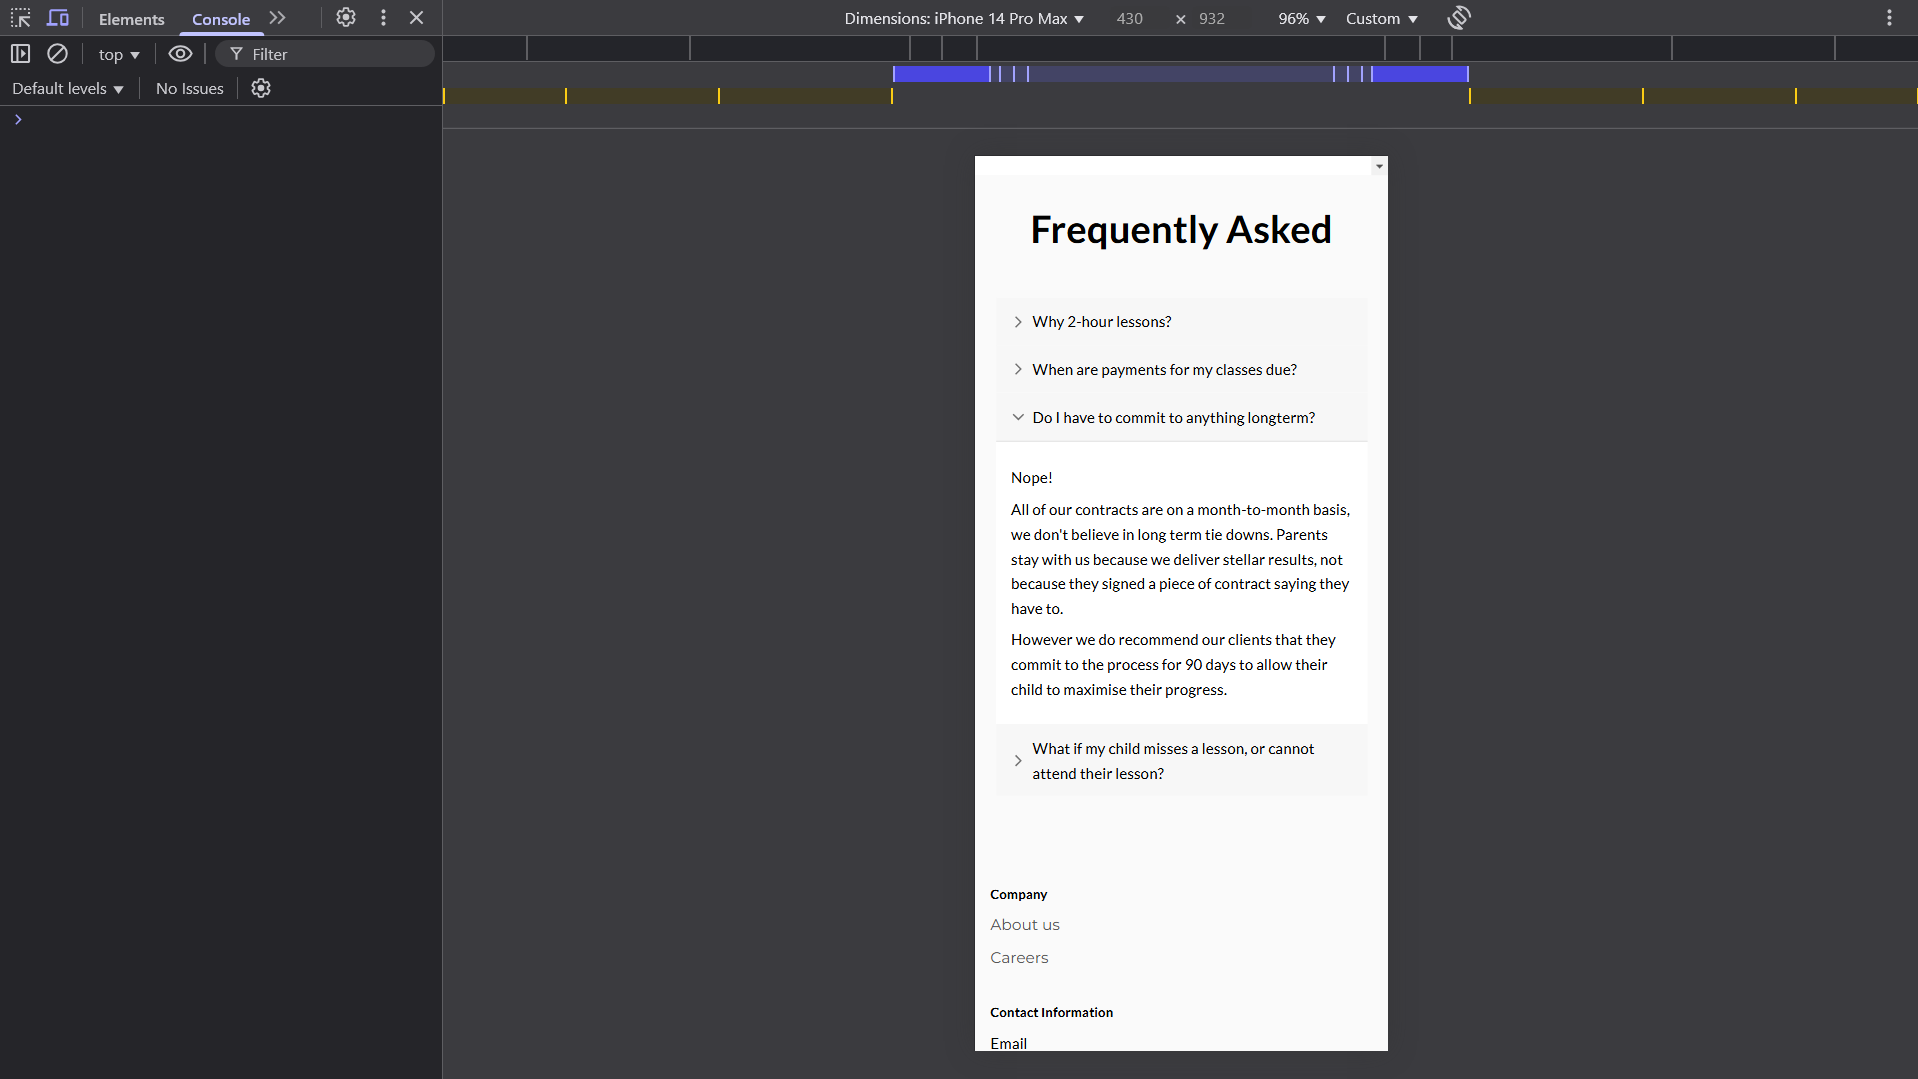 Elements Console
Dimensions: iPhone 14 Pro Max 430 × 932 96% Custom
top Filter
Default levels No Issues
Frequently Asked
Why 2-hour lessons?
When are payments for my classes due?
Do I have to commit to anything longterm?
Nope!
All of our contracts are on a month-to-month basis,
we don't believe in long term tie downs. Parents
stay with us because we deliver stellar results, not
because they signed a piece of contract saying they
have to.
However we do recommend our clients that they
commit to the process for 90 days to allow their
child to maximise their progress.
What if my child misses a lesson, or cannot
attend their lesson?
Company
About us
Careers
Contact Information
Email